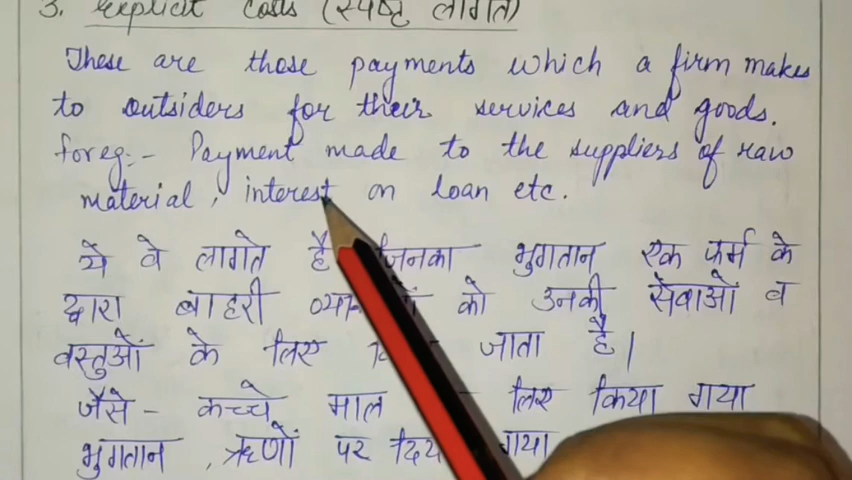 3. Explicit Costs (स्पष्ट लागत)
These are those payments which a firm makes
to outsiders for their services and goods.
for eg:- Payment made to the suppliers of raw
material, interest on loan etc.
ये वे लागते है जिनका भुगतान एक फर्म के
द्वारा बाहरी को उनकी सेवाओं व
वस्तुओं के लिए जाता है।
जैसे - कच्चे माल लिए किया गया
भुगतान, ऋणों पर गया